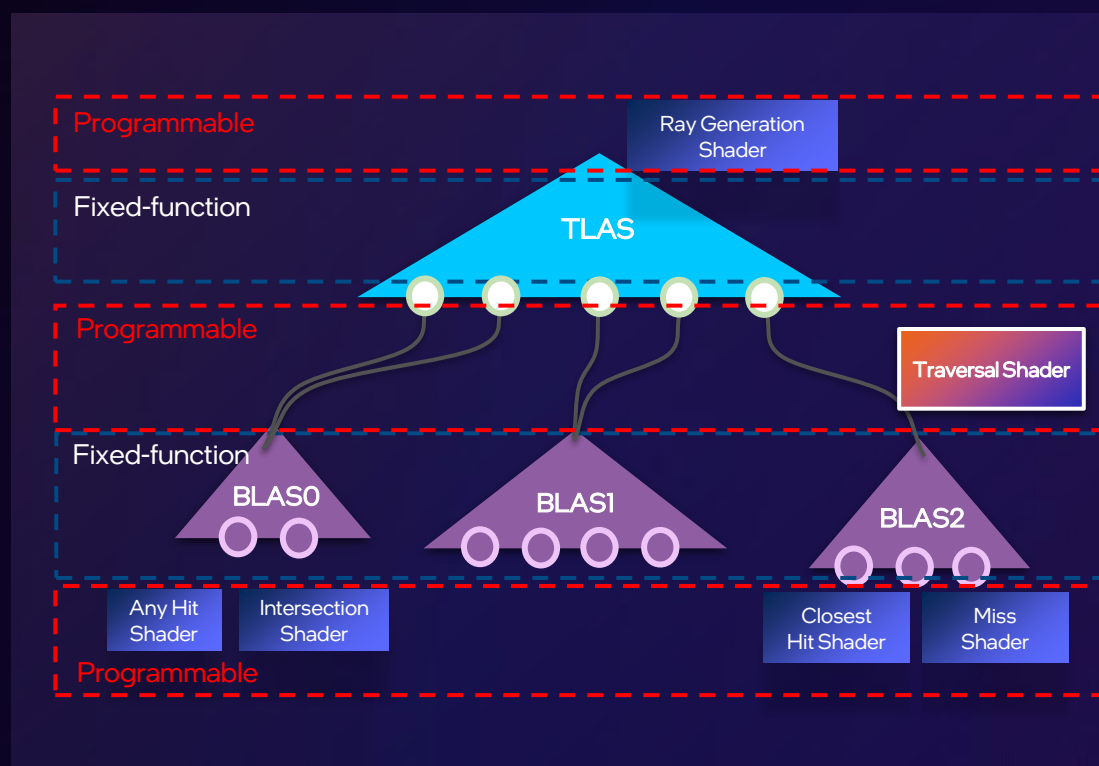 Programmable
Ray Generation
Shader
Fixed-function
TLAS
Programmable
Traversal Shader
Fixed-function
BLAS0
BLAS1
BLAS2
Any Hit
Shader
Intersection
Shader
Closest
Hit Shader
Miss
Shader
Programmable